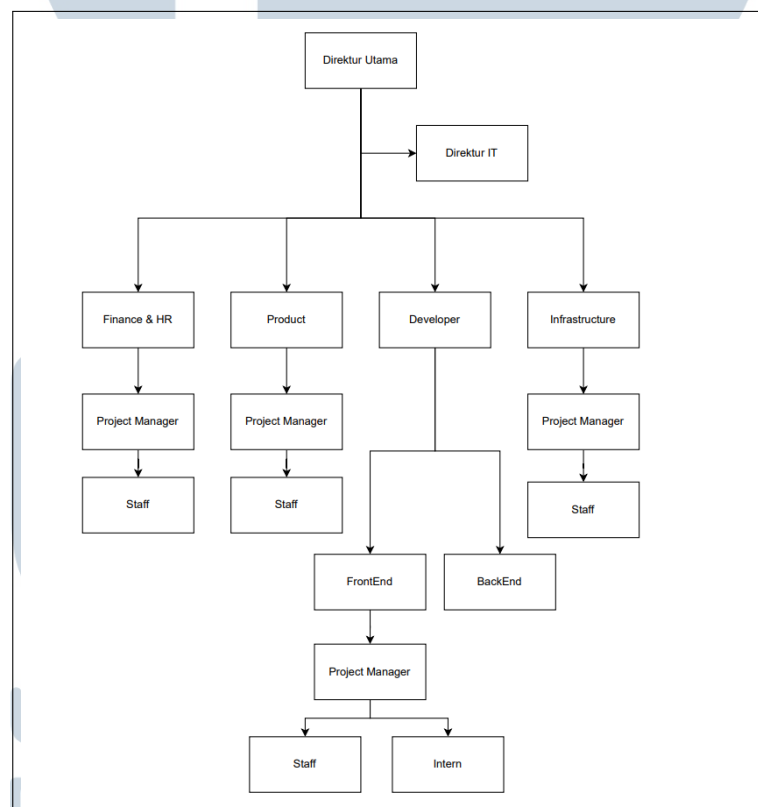 Direktur Utama
Direktur IT
Finance & HR
Product
Developer
Infrastructure
Project Manager
Project Manager
Project Manager
Staff
Staff
Staff
FrontEnd
BackEnd
Project Manager
Staff
Intern